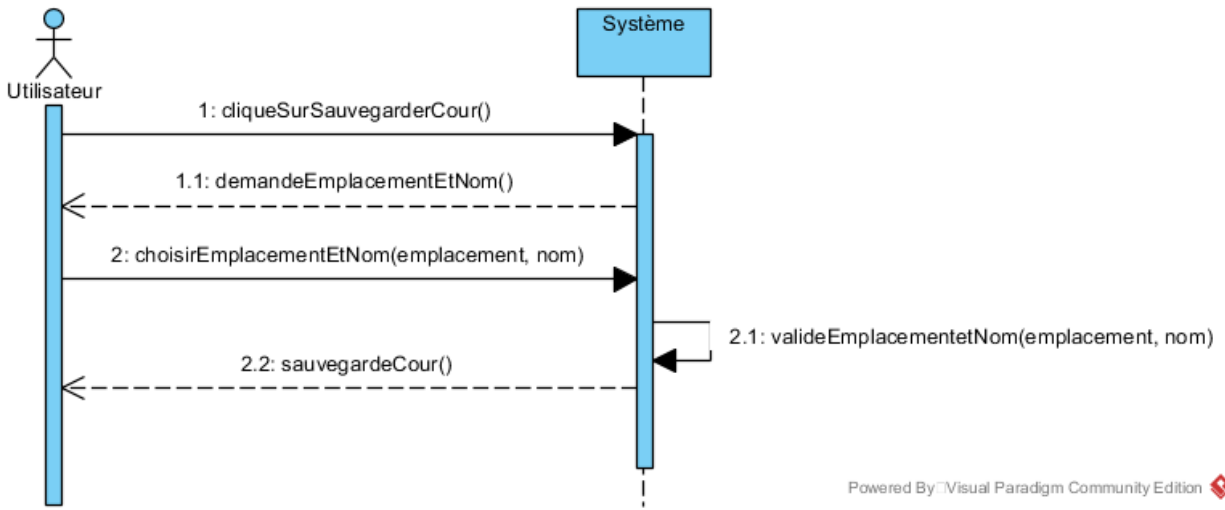 Système
Utilisateur
1: cliqueSurSauvegarderCour()
1.1: demandeEmplacementEtNom()
2: choisirEmplacementEtNom(emplacement, nom)
2.1: valideEmplacementetNom(emplacement, nom)
2.2: sauvegardeCour()
Powered By Visual Paradigm Community Edition